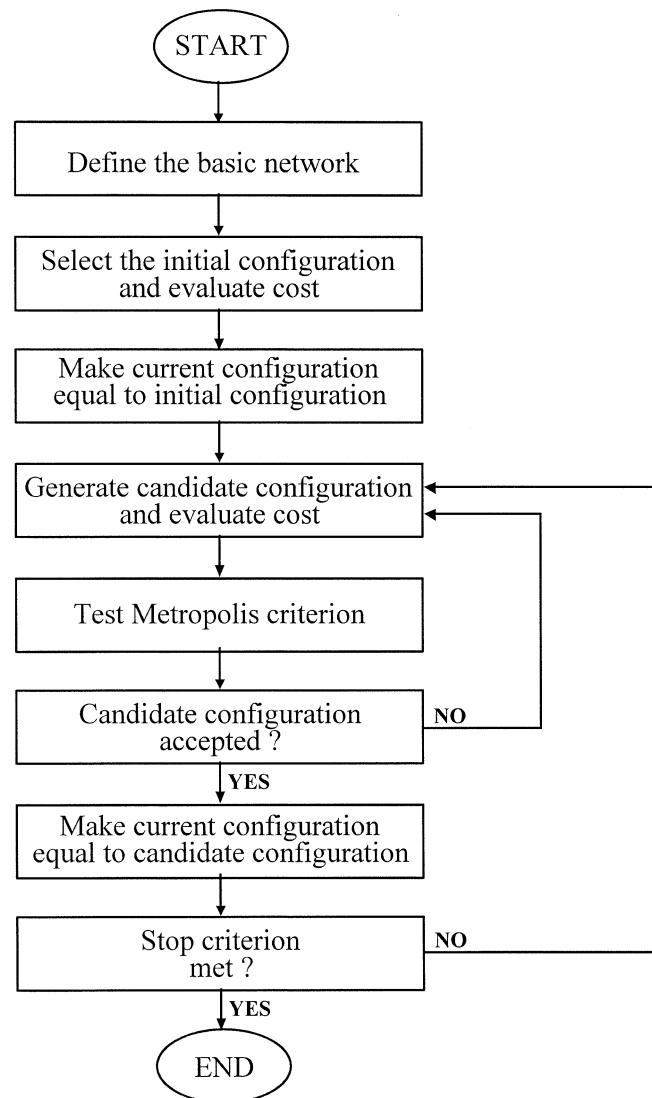 START
Define the basic network
Select the initial configuration
and evaluate cost
Make current configuration
equal to initial configuration
Generate candidate configuration
and evaluate cost
Test Metropolis criterion
Candidate configuration
accepted ?
NO
YES
Make current configuration
equal to candidate configuration
Stop criterion
met ?
NO
YES
END